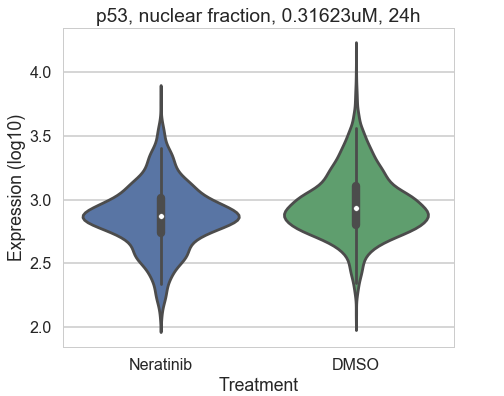 p53, nuclear fraction, 0.31623uM, 24h
Expression (log10)
4.0
3.5
3.0
2.5
2.0
Neratinib DMSO
Treatment